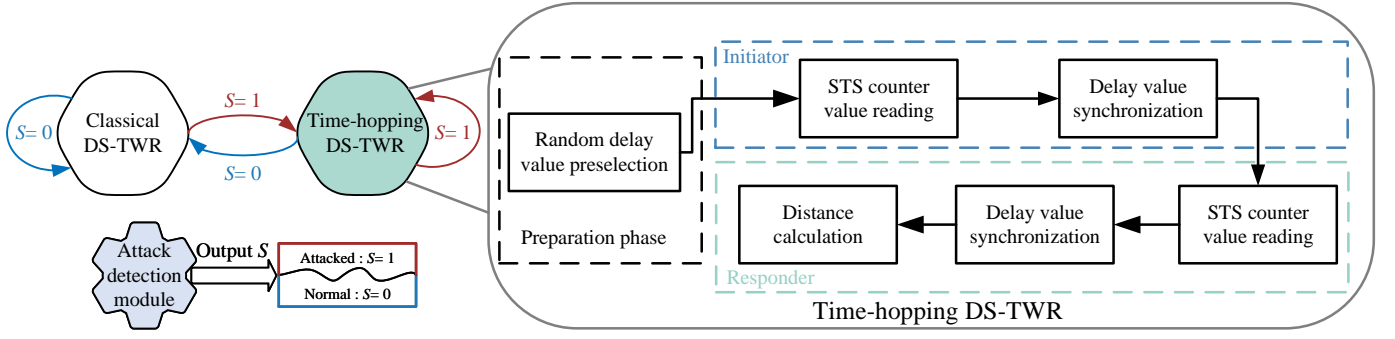 S= 0
Classical
DS-TWR
S= 1
S= 0
Time-hopping
DS-TWR
S= 1
Attack
detection
module
Output S
Attacked : S= 1
Normal : S= 0
Random delay
value preselection
Preparation phase
Initiator
STS counter
value reading
Delay value
synchronization
Distance
calculation
Delay value
synchronization
STS counter
value reading
Responder
Time-hopping DS-TWR